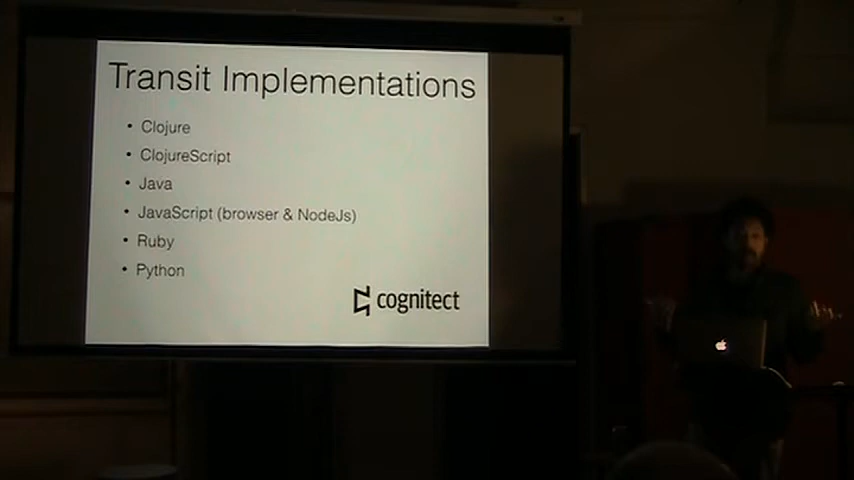 Transit Implementations
• Clojure
• ClojureScript
• Java
• JavaScript (browser & NodeJs)
• Ruby
• Python
cognitect